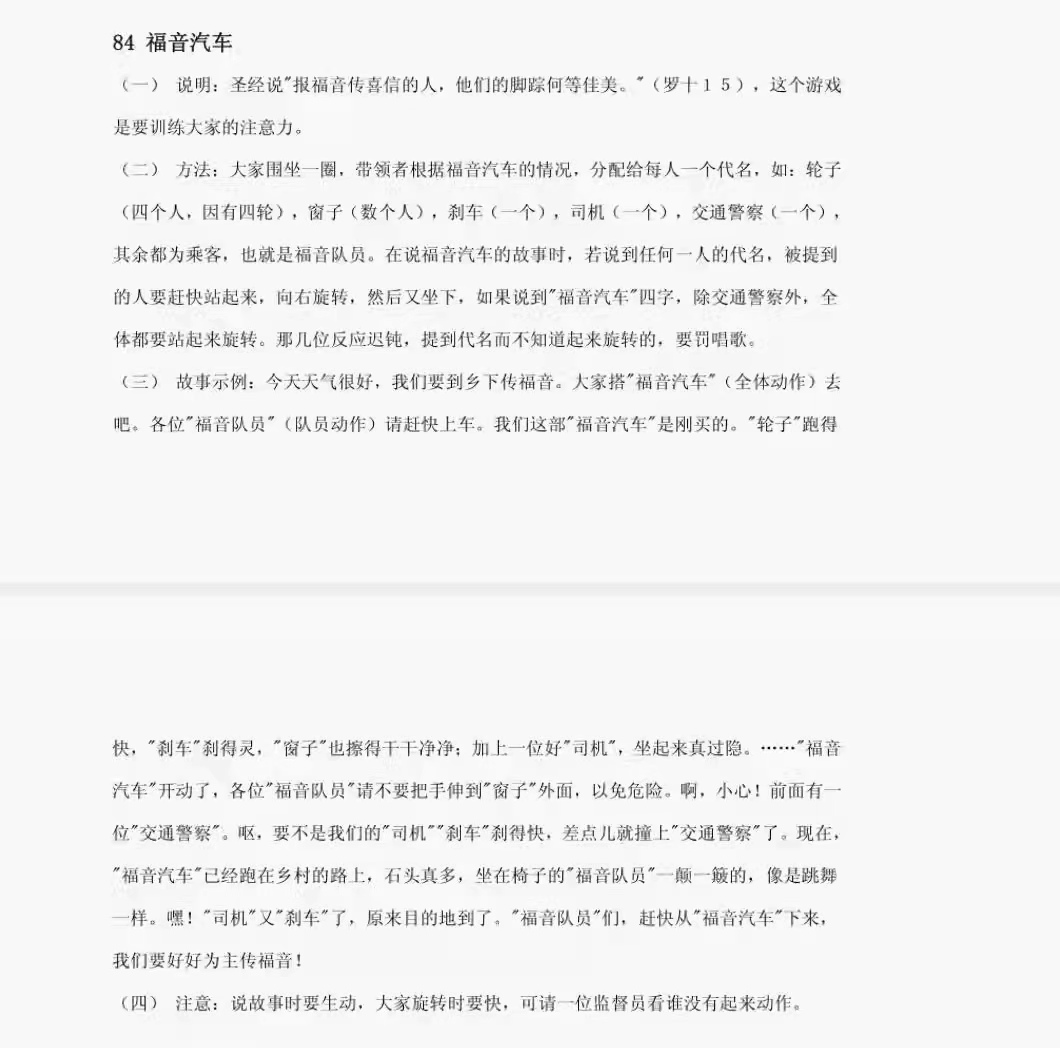 84 福音汽车
（一） 说明：圣经说"报福音传喜信的人，他们的脚踪何等佳美。"（罗十１５），这个游戏
是要训练大家的注意力。
（二） 方法：大家围坐一圈，带领者根据福音汽车的情况，分配给每人一个代名，如：轮子
（四个人，因有四轮），窗子（数个人），刹车（一个），司机（一个），交通警察（一个），
其余都为乘客，也就是福音队员。在说福音汽车的故事时，若说到任何一人的代名，被提到
的人要赶快站起来，向右旋转，然后又坐下，如果说到"福音汽车"四字，除交通警察外，全
体都要站起来旋转。那几位反应迟钝，提到代名而不知道起来旋转的，要罚唱歌。
（三） 故事示例：今天天气很好，我们要到乡下传福音。大家搭"福音汽车"（全体动作）去
吧。各位"福音队员"（队员动作）请赶快上车。我们这部"福音汽车"是刚买的。"轮子"跑得
快，"刹车"刹得灵，"窗子"也擦得干干净净；加上一位好"司机"，坐起来真过隐。……"福音
汽车"开动了，各位"福音队员"请不要把手伸到"窗子"外面，以免危险。啊，小心！前面有一
位"交通警察"。呕，要不是我们的"司机""刹车"刹得快，差点儿就撞上"交通警察"了。现在，
"福音汽车"已经跑在乡村的路上，石头真多，坐在椅子的"福音队员"一颠一簸的，像是跳舞
一样。嘿！"司机"又"刹车"了，原来目的地到了。"福音队员"们，赶快从"福音汽车"下来，
我们要好好为主传福音！
（四） 注意：说故事时要生动，大家旋转时要快，可请一位监督员看谁没有起来动作。